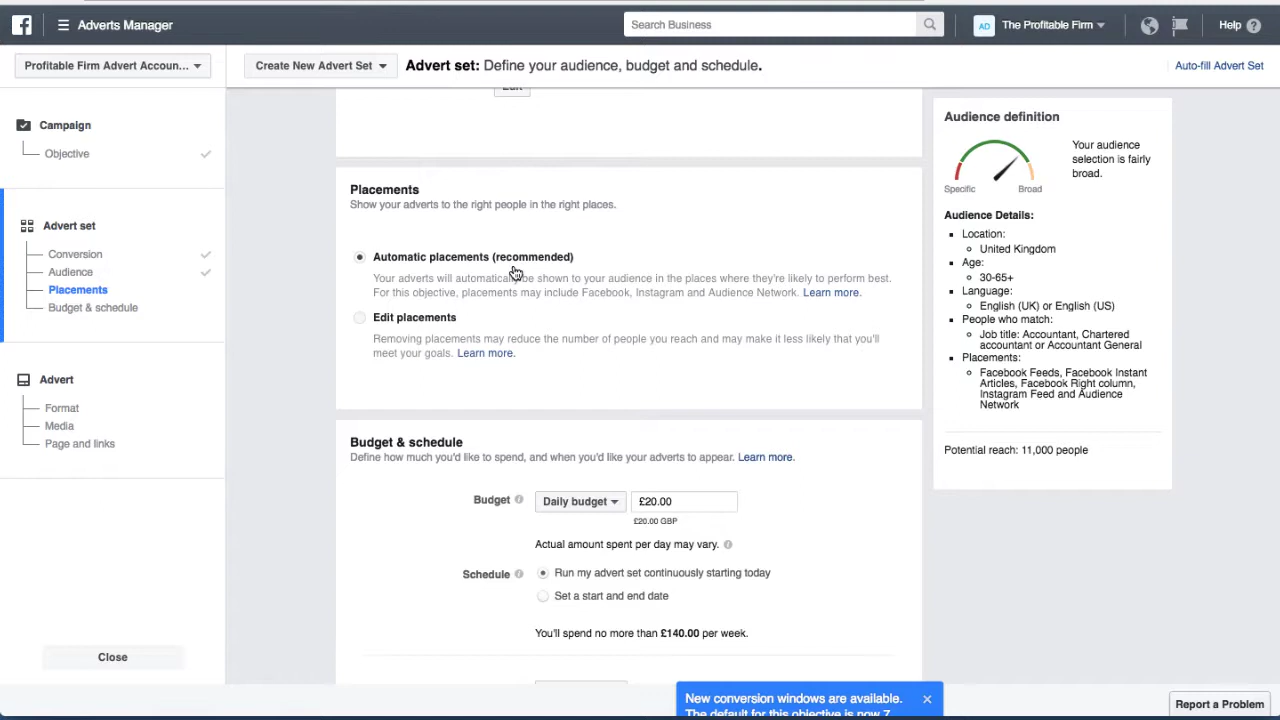 Adverts Manager
Search Business
AD
The Profitable Firm
Help
Profitable Firm Advert Accoun...
Create New Advert Set
Advert set: Define your audience, budget and schedule.
Auto-fill Advert Set
Campaign
Objective
Advert set
Conversion
Audience
Placements
Budget & schedule
Advert
Format
Media
Page and links
Close
Edit
Placements
Show your adverts to the right people in the right places.
Automatic placements (recommended)
Your adverts will automatically be shown to your audience in the places where they're likely to perform best.
For this objective, placements may include Facebook, Instagram and Audience Network. Learn more.
Edit placements
Removing placements may reduce the number of people you reach and may make it less likely that you'll
meet your goals. Learn more.
Budget & schedule
Define how much you'd like to spend, and when you'd like your adverts to appear. Learn more.
Budget
Daily budget
£20.00
£20.00 GBP
Actual amount spent per day may vary.
Schedule
Run my advert set continuously starting today
Set a start and end date
You'll spend no more than £140.00 per week.
Audience definition
Your audience
selection is fairly
broad.
Specific
Broad
Audience Details:
Location:
United Kingdom
Age:
30-65+
Language:
English (UK) or English (US)
People who match:
Job title: Accountant, Chartered
accountant or Accountant General
Placements:
Facebook Feeds, Facebook Instant
Articles, Facebook Right column,
Instagram Feed and Audience
Network
Potential reach: 11,000 people
New conversion windows are available.
The default for this objective is now 7
Report a Problem